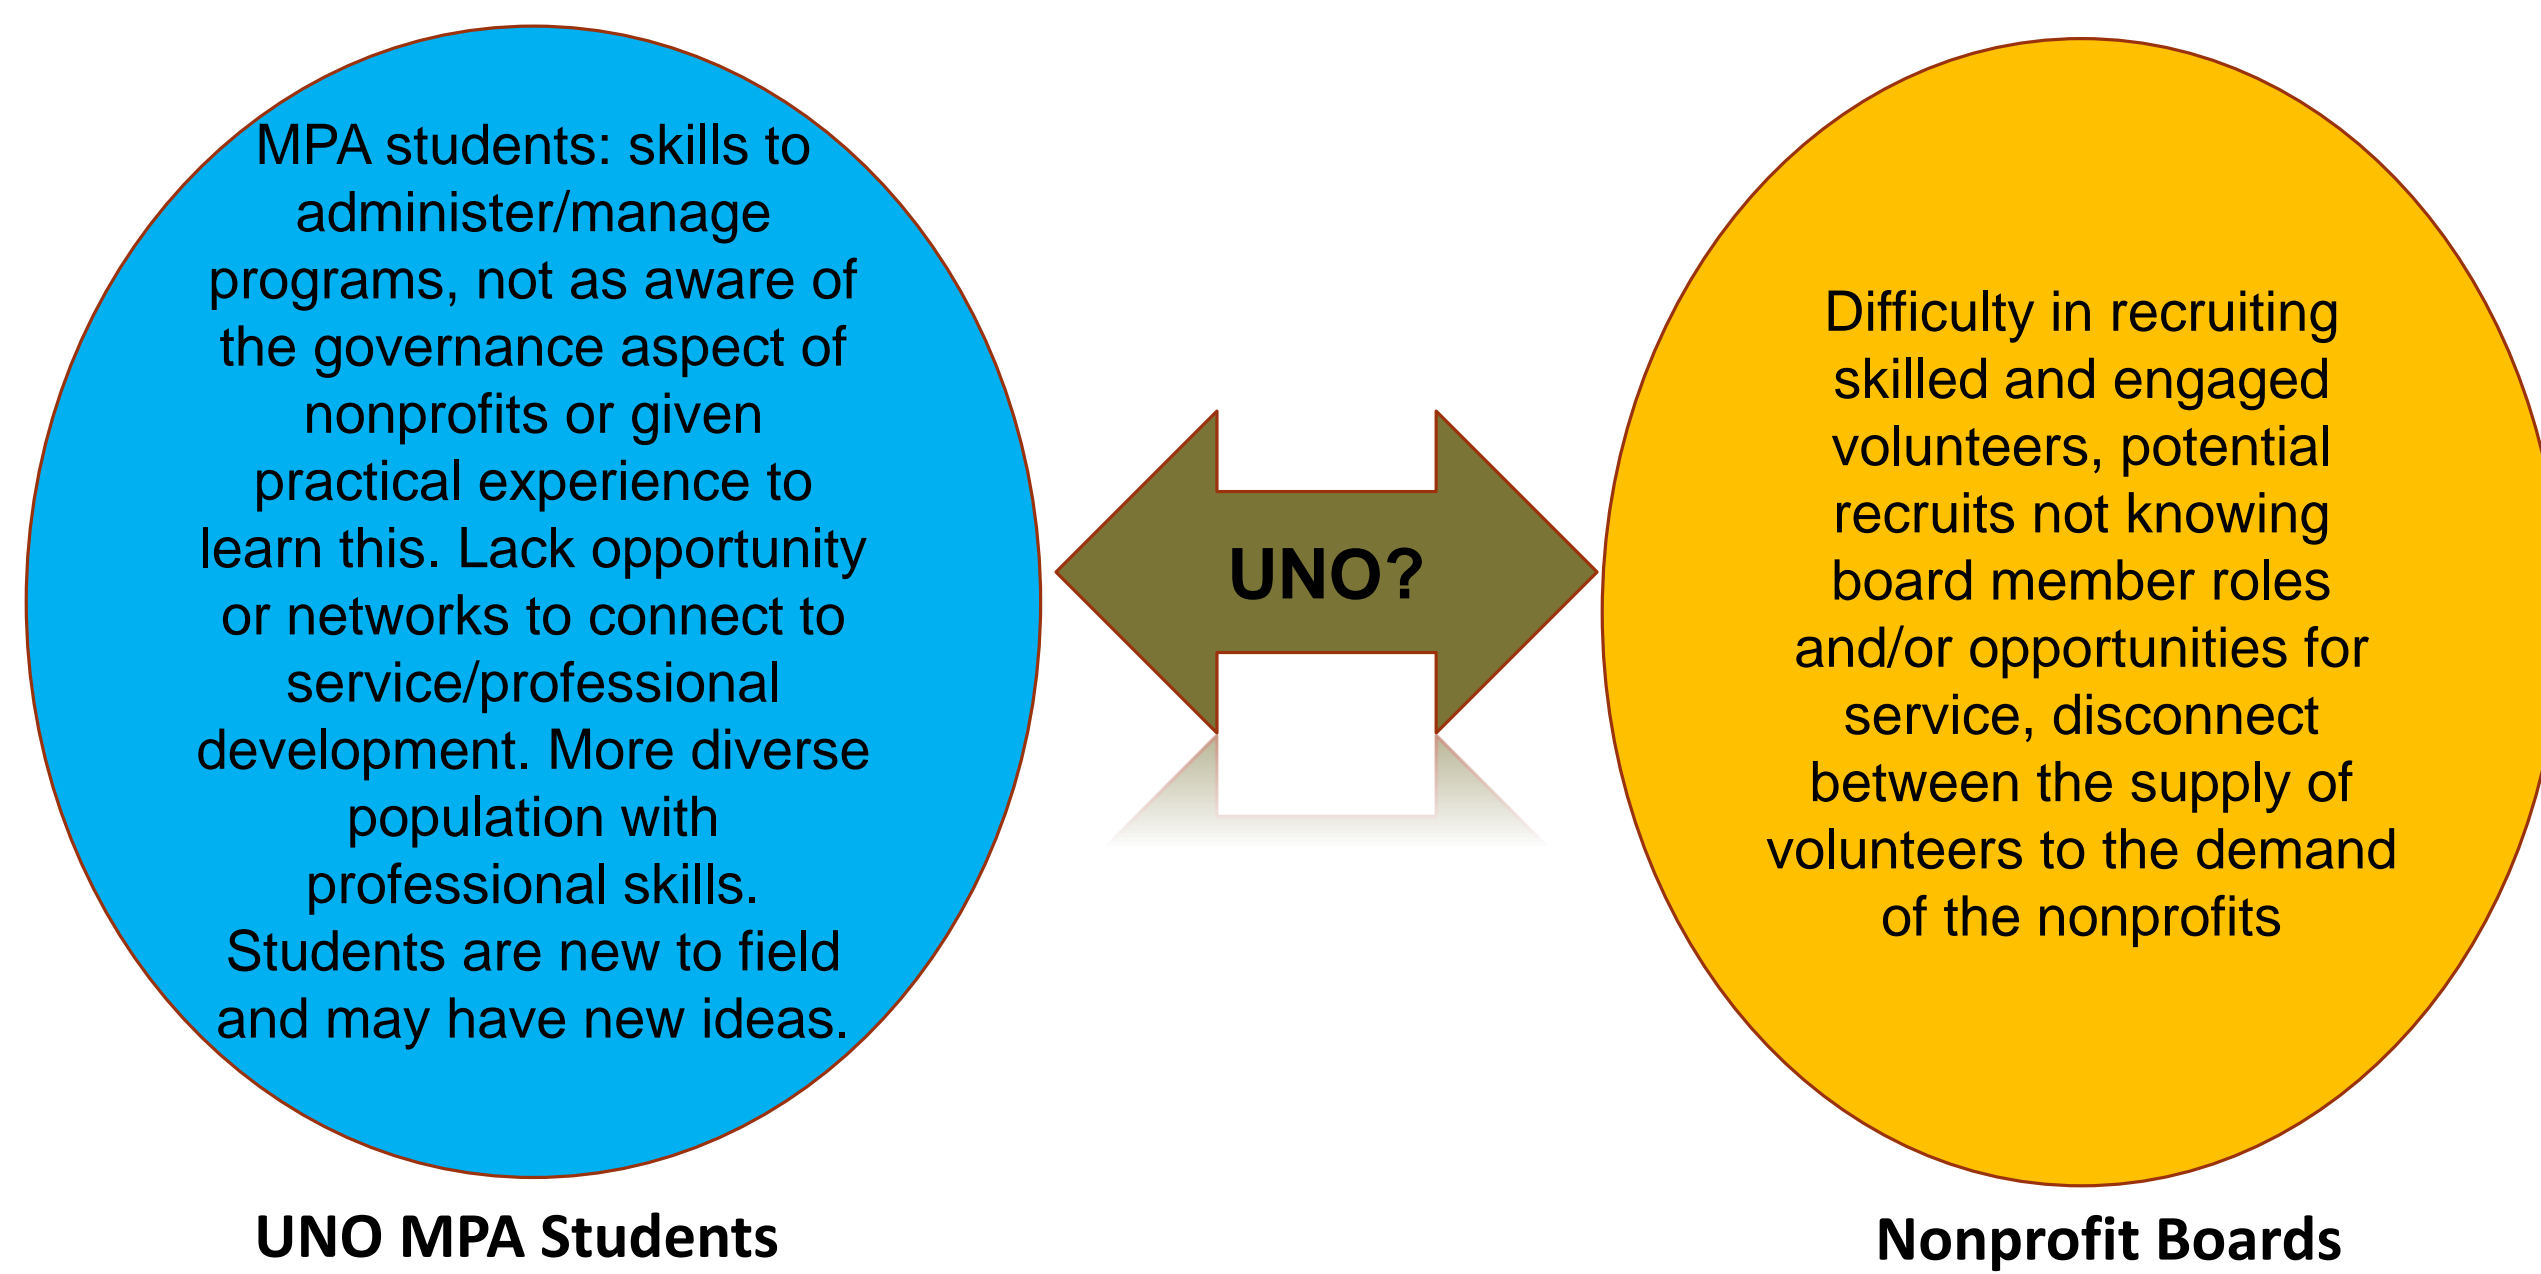 MPA students: skills to
administer/manage
programs, not as aware of
the governance aspect of
nonprofits or given
practical experience to
learn this. Lack opportunity
or networks to connect to
service/professional
development. More diverse
population with
professional skills.
Students are new to field
and may have new ideas.
UNO MPA Students
UNO?
Difficulty in recruiting
skilled and engaged
volunteers, potential
recruits not knowing
board member roles
and/or opportunities for
service, disconnect
between the supply of
volunteers to the demand
of the nonprofits
Nonprofit Boards